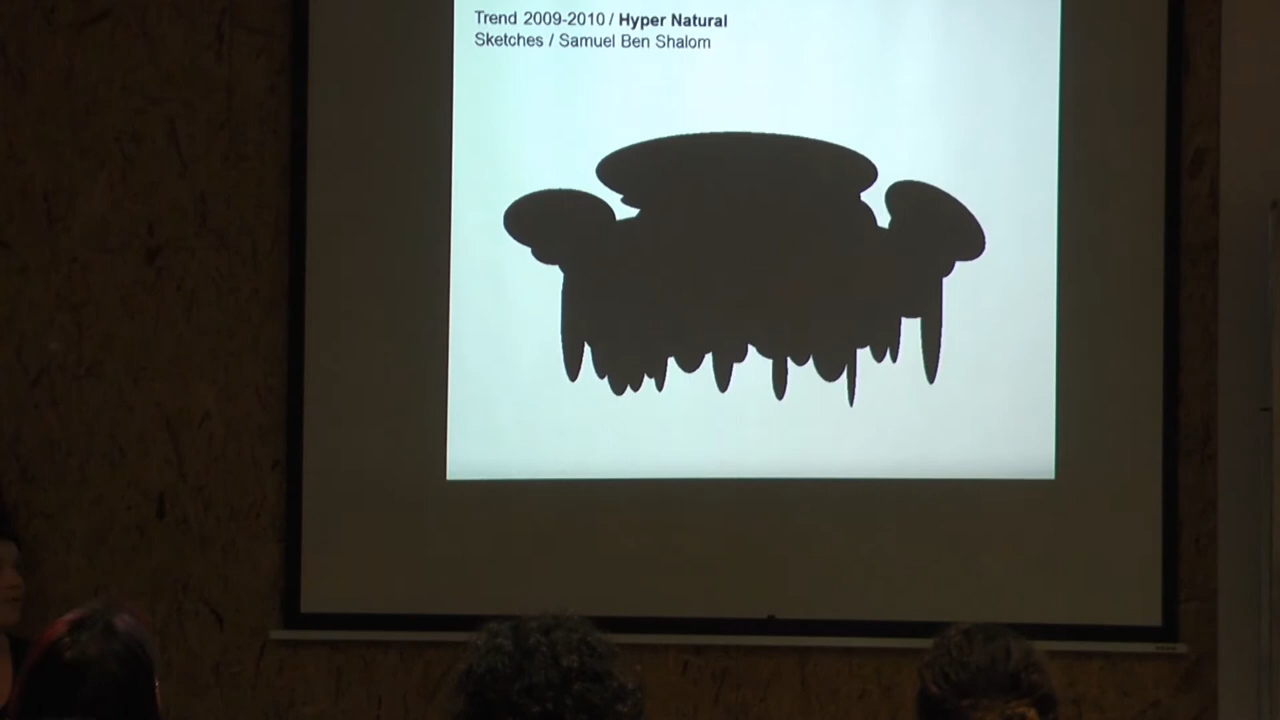 Trend 2009-2010 / Hyper Natural
Sketches / Samuel Ben Shalom